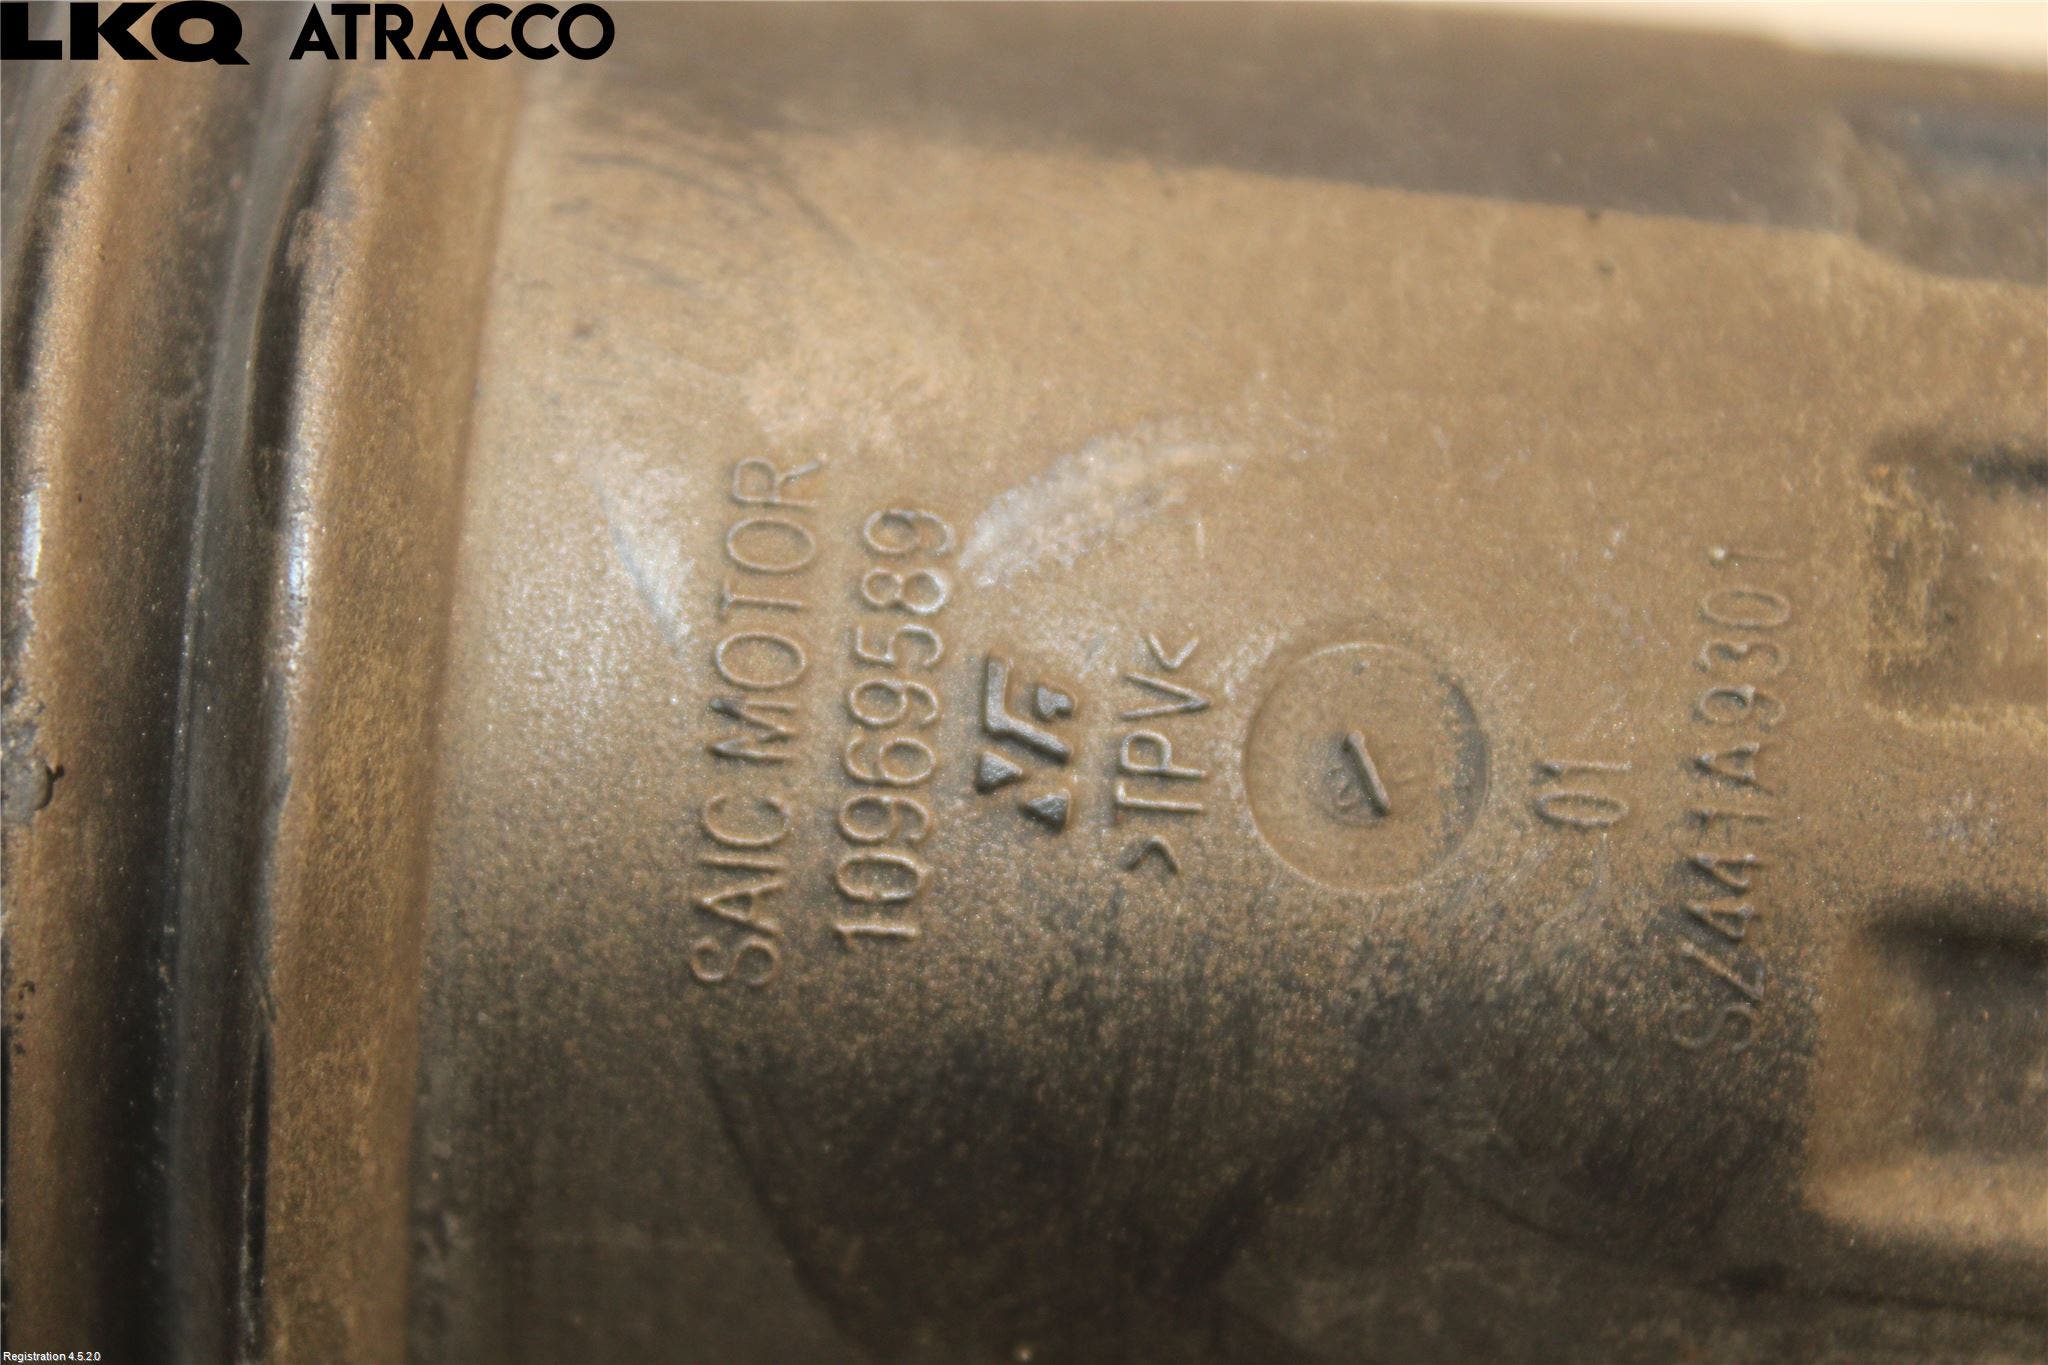 LKQ ATRACCO
SAIC MOTOR
10969589
>TPV<
01
SZ441A9301
Registration 4.5.2.0